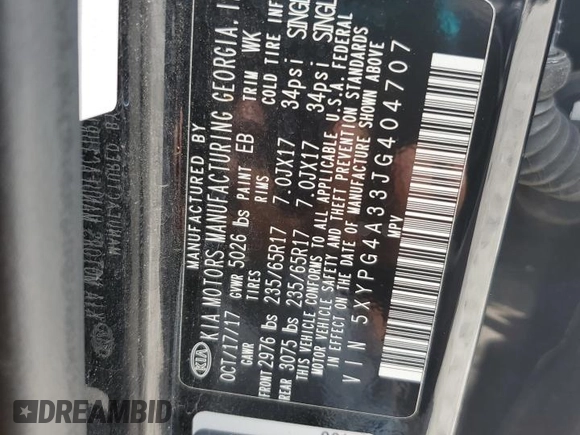 KIA
MANUFACTURED BY
KIA MOTORS MANUFACTURING GEORGIA, I
OCT/17/17 GVWR 5026 lbs PAINT EB TRIM WK
GAWR TIRES RIMS COLD TIRE INF
FRONT 2976 lbs 235/65R17 7.0JX17 34psi SINGL
REAR 3075 lbs 235/65R17 7.0JX17 34psi SINGL
THIS VEHICLE CONFORMS TO ALL APPLICABLE U.S.A. FEDERAL
MOTOR VEHICLE SAFETY AND THEFT PREVENTION STANDARDS
IN EFFECT ON THE DATE OF MANUFACTURE SHOWN ABOVE
VIN 5XYPG4A33JG404707
MPV
DREAMBID